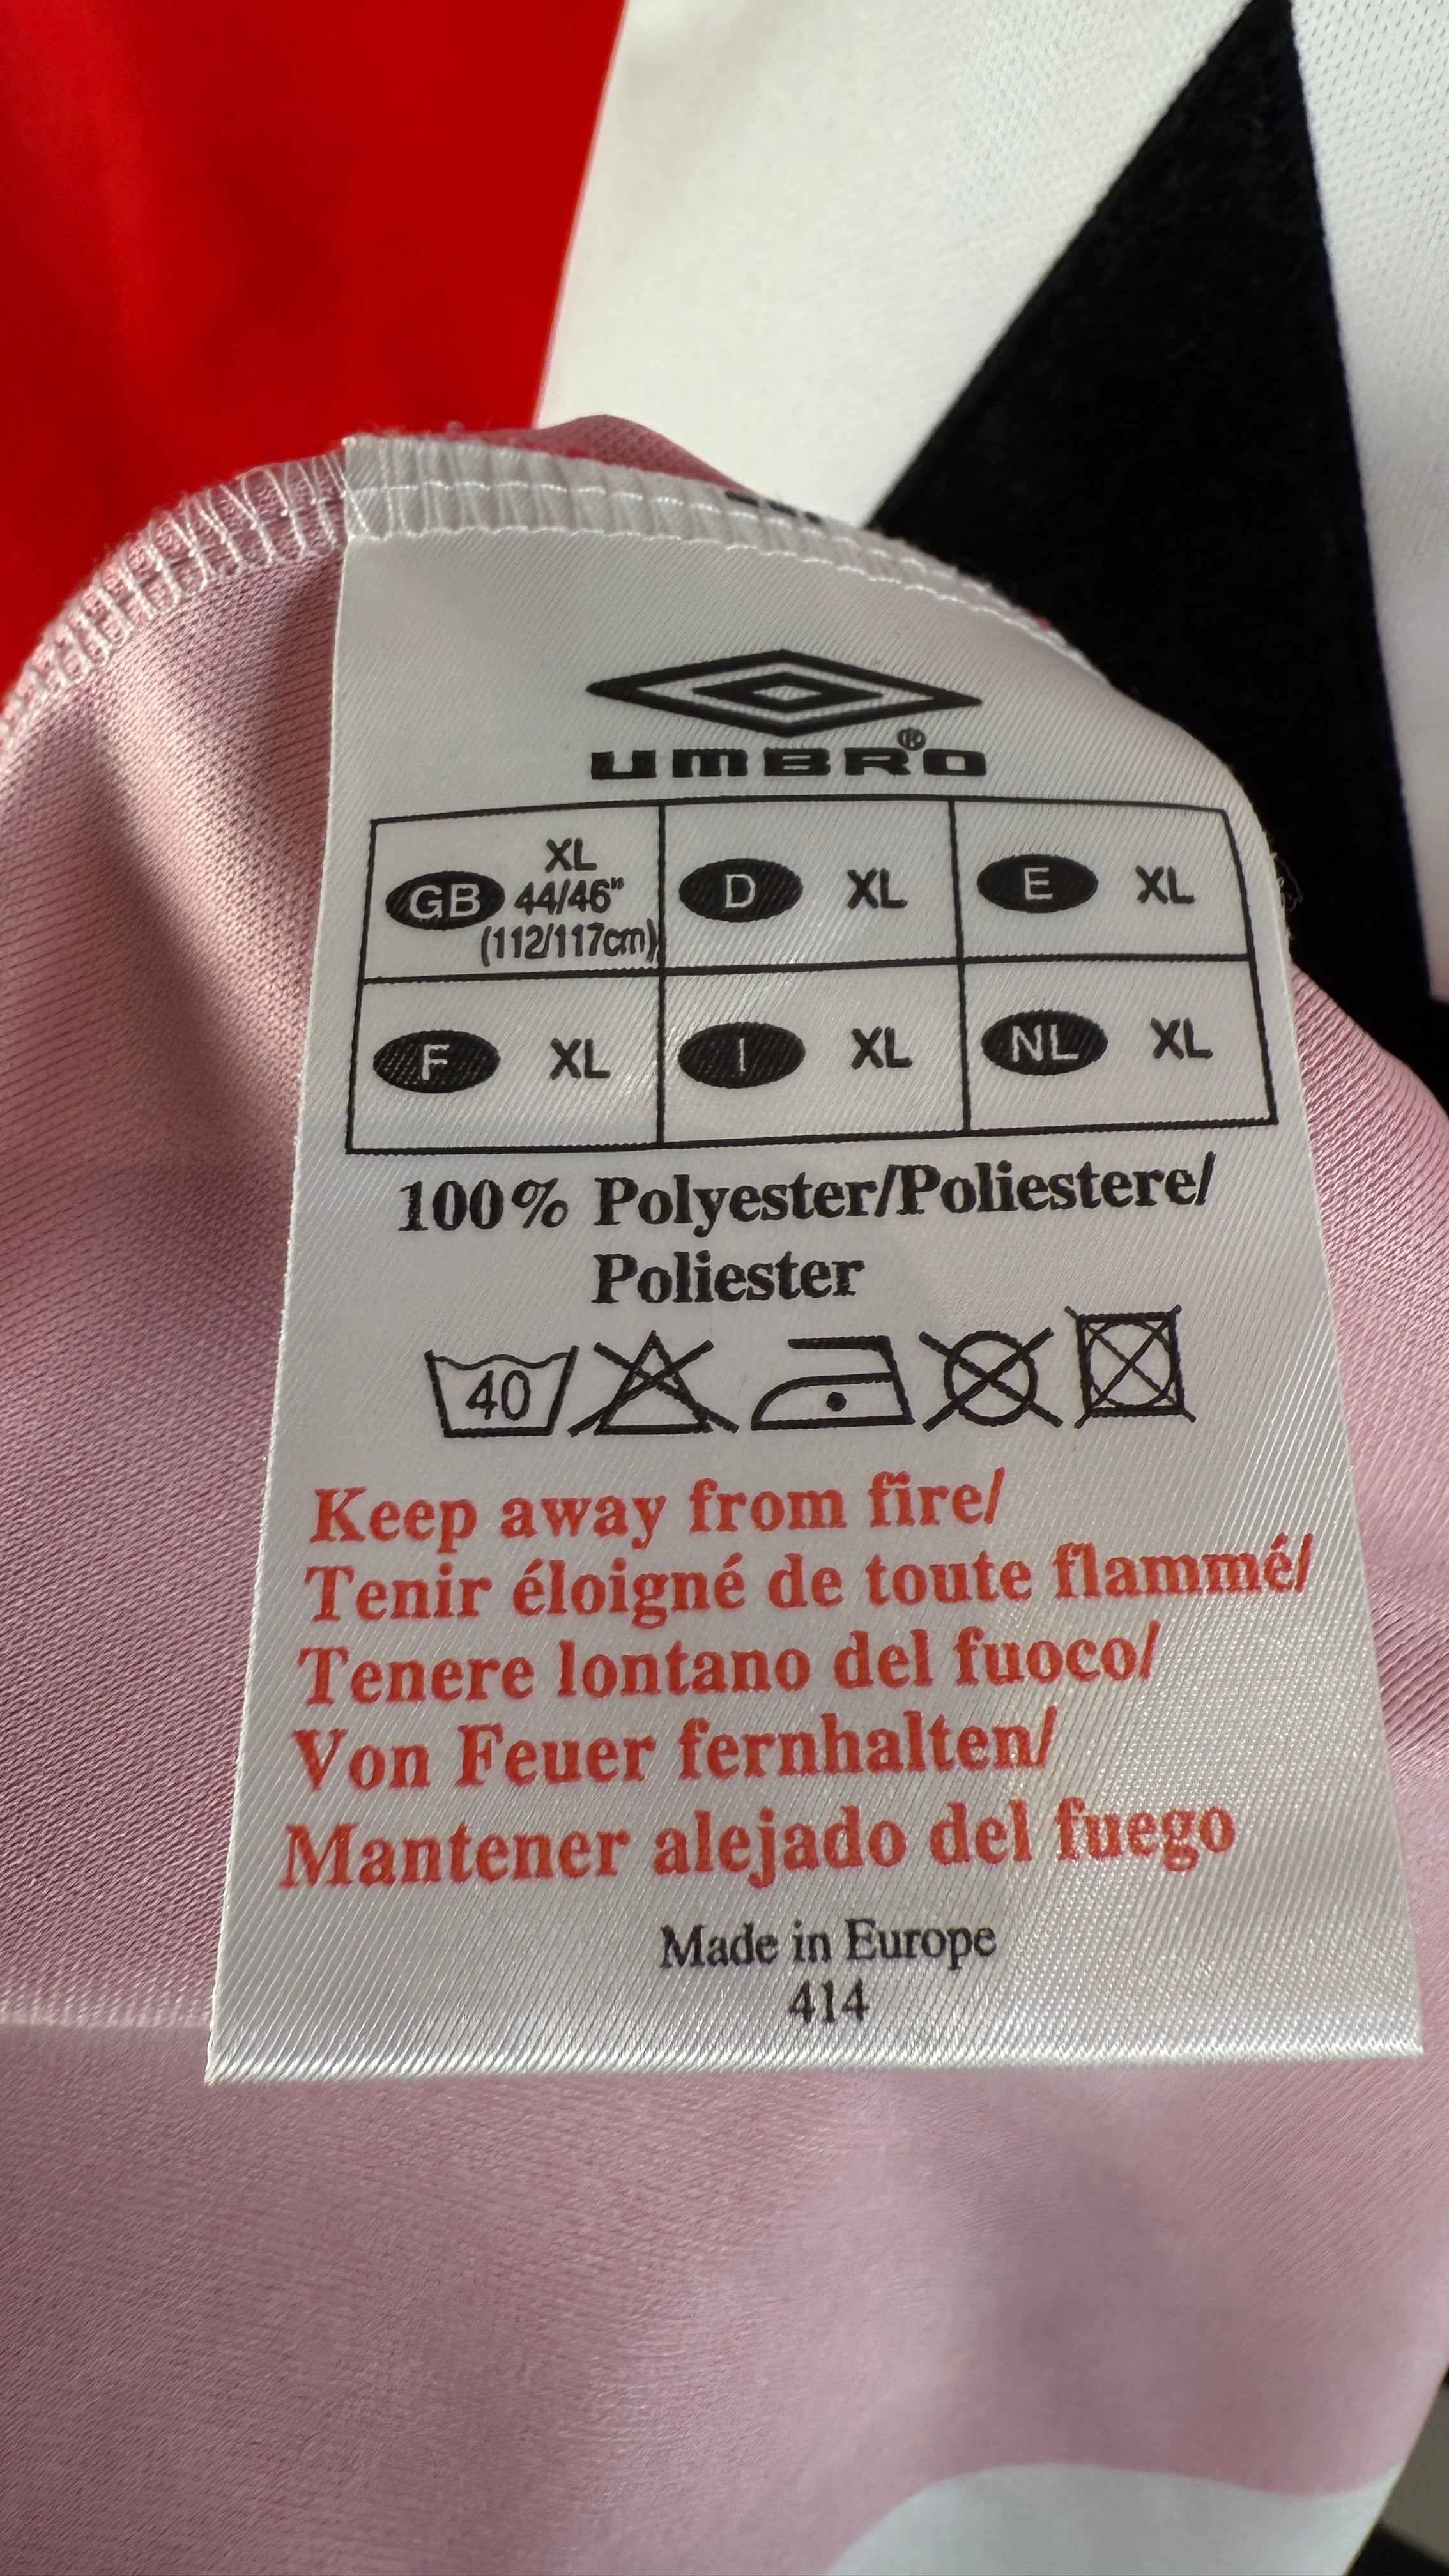 UMBRO®
GB XL 44/46" (112/117cm)
D XL
E XL
F XL
I XL
NL XL
100% Polyester/Poliestere/
Poliester
40
Keep away from fire/
Tenir éloigné de toute flammé/
Tenere lontano del fuoco/
Von Feuer fernhalten/
Mantener alejado del fuego
Made in Europe
414